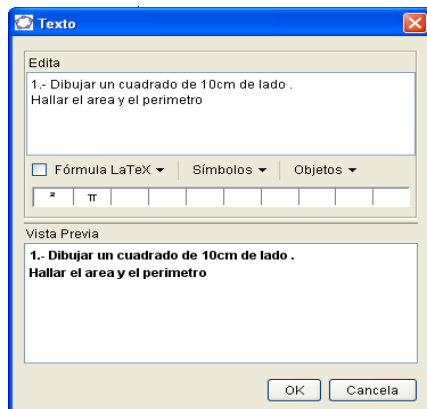 Texto
Edita
1.- Dibujar un cuadrado de 10cm de lado .
Hallar el area y el perimetro
Fórmula LaTeX Símbolos Objetos
² π
Vista Previa
1.- Dibujar un cuadrado de 10cm de lado .
Hallar el area y el perimetro
OK Cancela